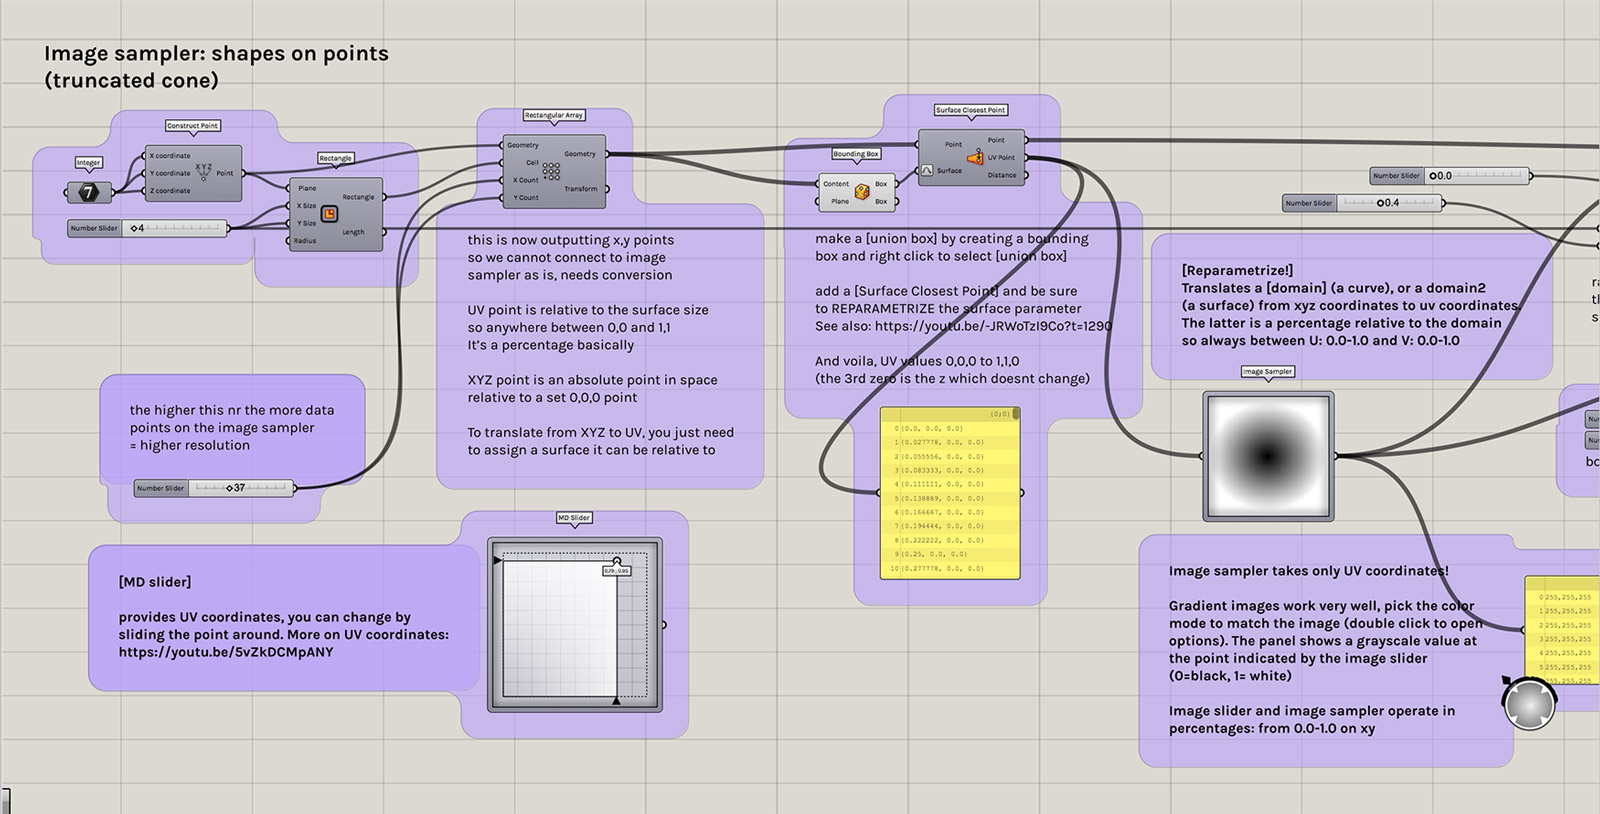 Image sampler: shapes on points
(truncated cone)
Construct Point
Integer
7
X coordinate
Y coordinate
Z coordinate
XYZ
Point
Rectangle
Plane
X Size
Y Size
Radius
Rectangle
Length
Number Slider
◇4
Rectangular Array
Geometry
Cell
X Count
Y Count
Geometry
Transform
this is now outputting x,y points
so we cannot connect to image
sampler as is, needs conversion
UV point is relative to the surface size
so anywhere between 0,0 and 1,1
It's a percentage basically
XYZ point is an absolute point in space
relative to a set 0,0,0 point
To translate from XYZ to UV, you just need
to assign a surface it can be relative to
the higher this nr the more data
points on the image sampler
= higher resolution
Number Slider
◇37
[MD slider]
provides UV coordinates, you can change by
sliding the point around. More on UV coordinates:
https://youtu.be/5vZkDCMpANY
MD Slider
Surface Closest Point
Point
Surface
Point
UV Point
Distance
Bounding Box
Content
Plane
Box
Box
make a [union box] by creating a bounding
box and right click to select [union box]
add a [Surface Closest Point] and be sure
to REPARAMETRIZE the surface parameter
See also: https://youtu.be/-JRWoTzI9Co?t=1290
And voila, UV values 0,0,0 to 1,1,0
(the 3rd zero is the z which doesnt change)
{0;0}
0 {0.0, 0.0, 0.0}
1 {0.027778, 0.0, 0.0}
2 {0.055556, 0.0, 0.0}
3 {0.083333, 0.0, 0.0}
4 {0.111111, 0.0, 0.0}
5 {0.138889, 0.0, 0.0}
6 {0.166667, 0.0, 0.0}
7 {0.194444, 0.0, 0.0}
8 {0.222222, 0.0, 0.0}
9 {0.25, 0.0, 0.0}
10 {0.277778, 0.0, 0.0}
Number Slider
0.0
Number Slider
0.4
[Reparametrize!]
Translates a [domain] (a curve), or a domain2
(a surface) from xyz coordinates to uv coordinates.
The latter is a percentage relative to the domain
so always between U: 0.0-1.0 and V: 0.0-1.0
Image Sampler
Image sampler takes only UV coordinates!
Gradient images work very well, pick the color
mode to match the image (double click to open
options). The panel shows a grayscale value at
the point indicated by the image slider
(0=black, 1= white)
Image slider and image sampler operate in
percentages: from 0.0-1.0 on xy
0 255,255,255
1 255,255,255
2 255,255,255
3 255,255,255
4 255,255,255
5 255,255,255
255,255,255